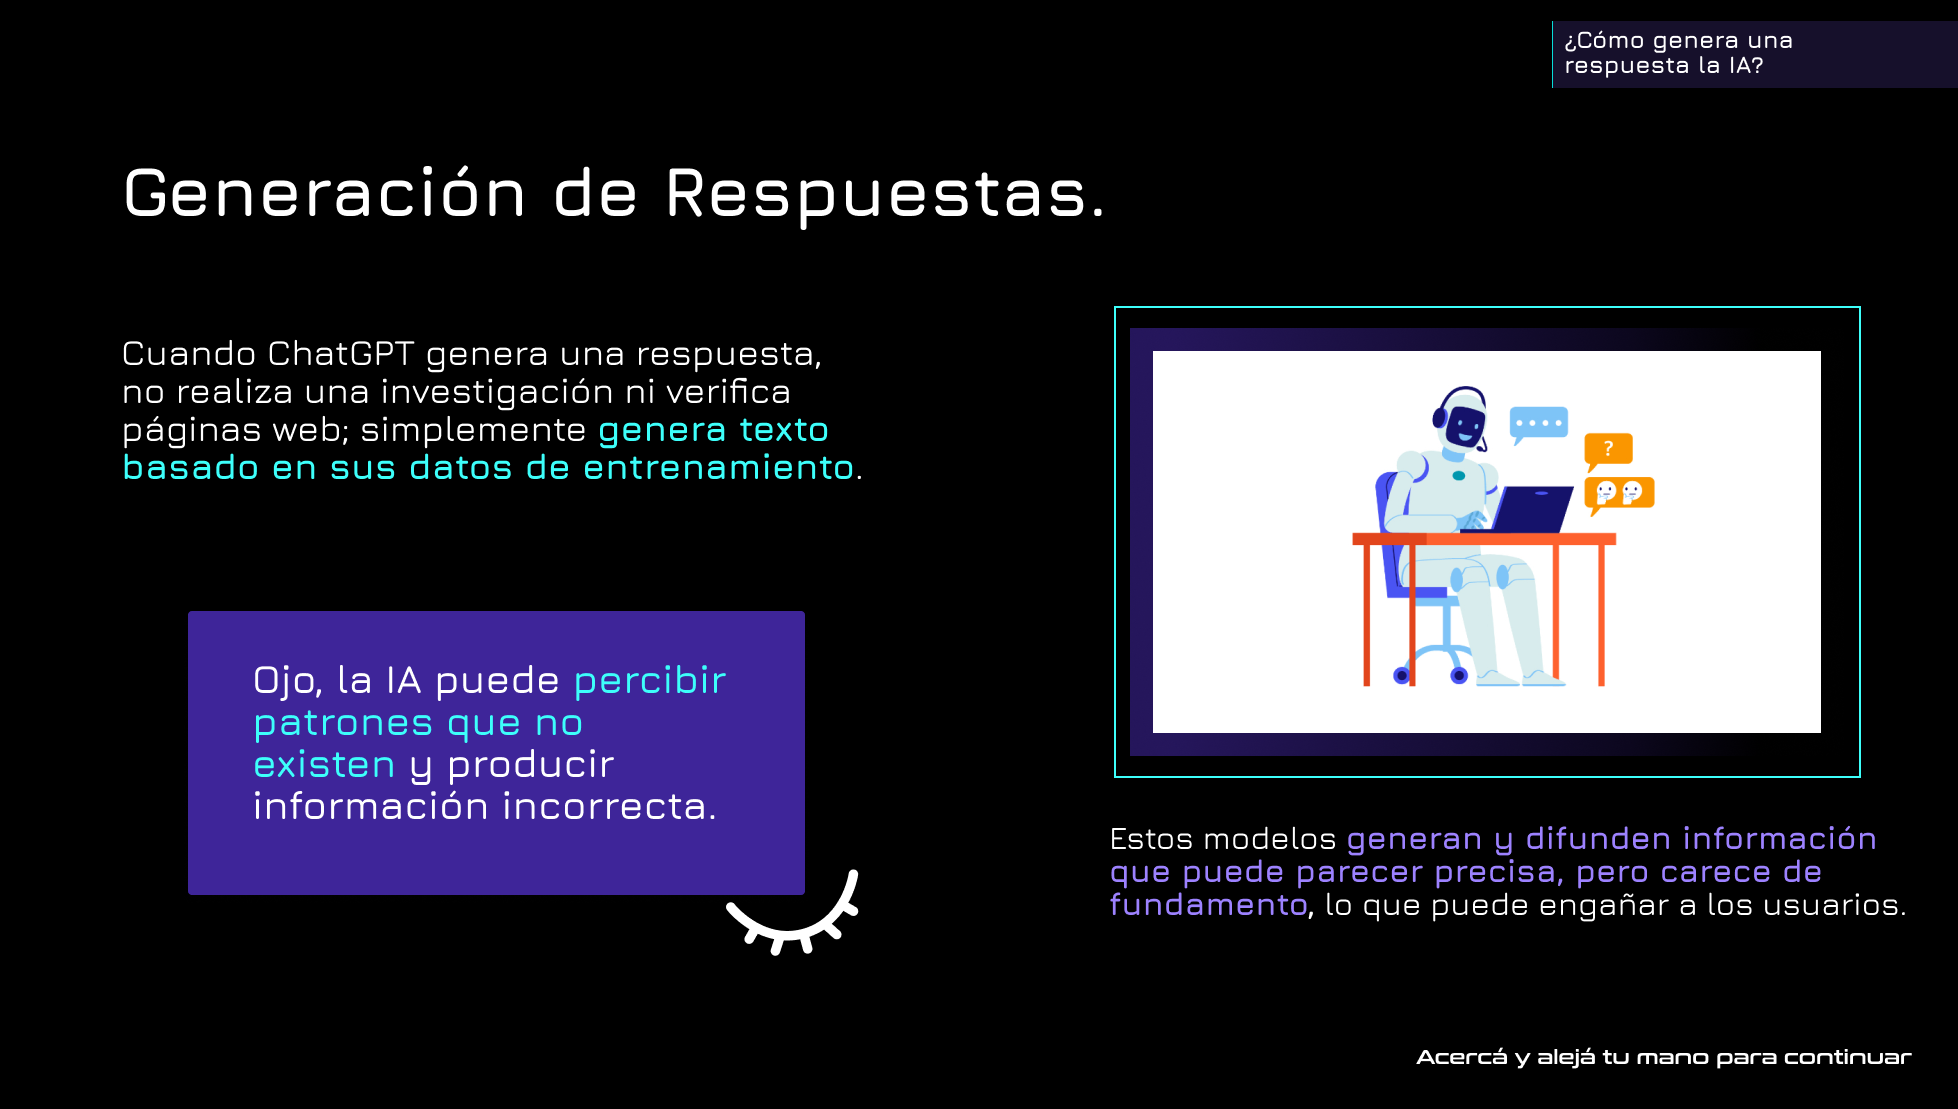 ¿Cómo genera una
respuesta la IA?
Generación de Respuestas.
Cuando ChatGPT genera una respuesta,
no realiza una investigación ni verifica
páginas web; simplemente genera texto
basado en sus datos de entrenamiento.
?
Ojo, la IA puede percibir
patrones que no
existen y producir
información incorrecta.
Estos modelos generan y difunden información
que puede parecer precisa, pero carece de
fundamento, lo que puede engañar a los usuarios.
Acercá y alejá tu mano para continuar